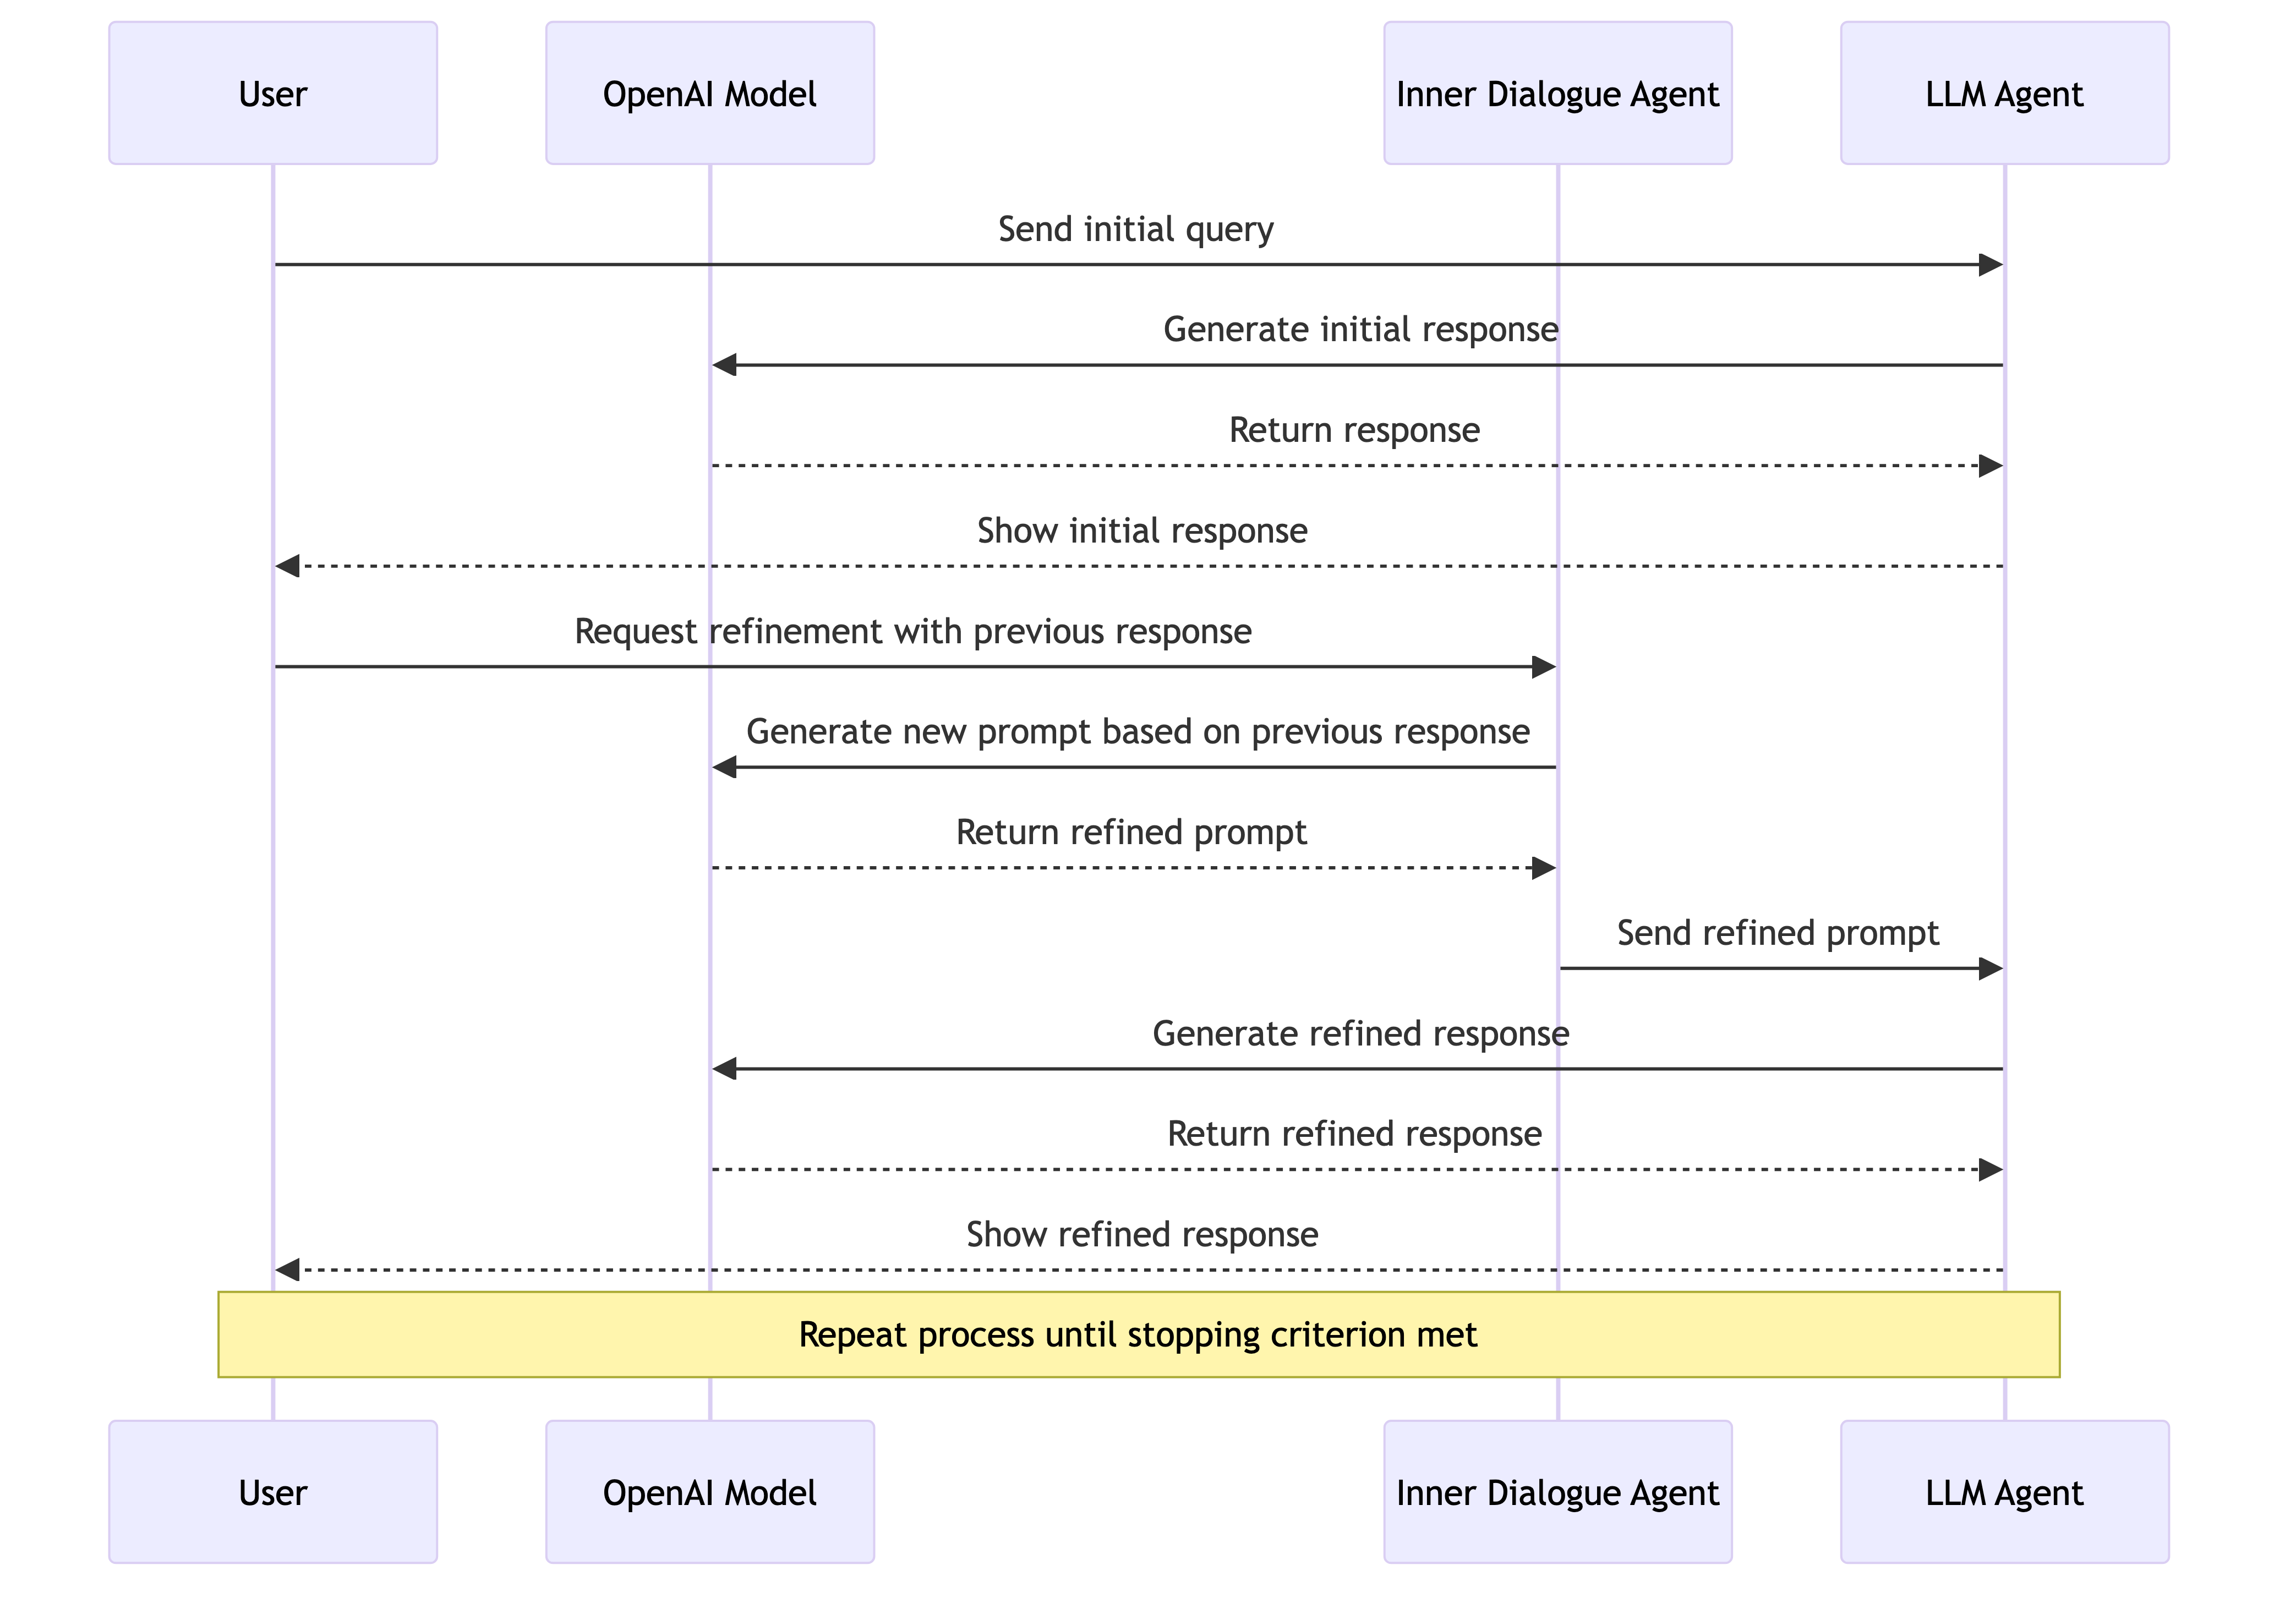 User
OpenAI Model
Inner Dialogue Agent
LLM Agent
Send initial query
Generate initial response
Return response
Show initial response
Request refinement with previous response
Generate new prompt based on previous response
Return refined prompt
Send refined prompt
Generate refined response
Return refined response
Show refined response
Repeat process until stopping criterion met
User
OpenAI Model
Inner Dialogue Agent
LLM Agent